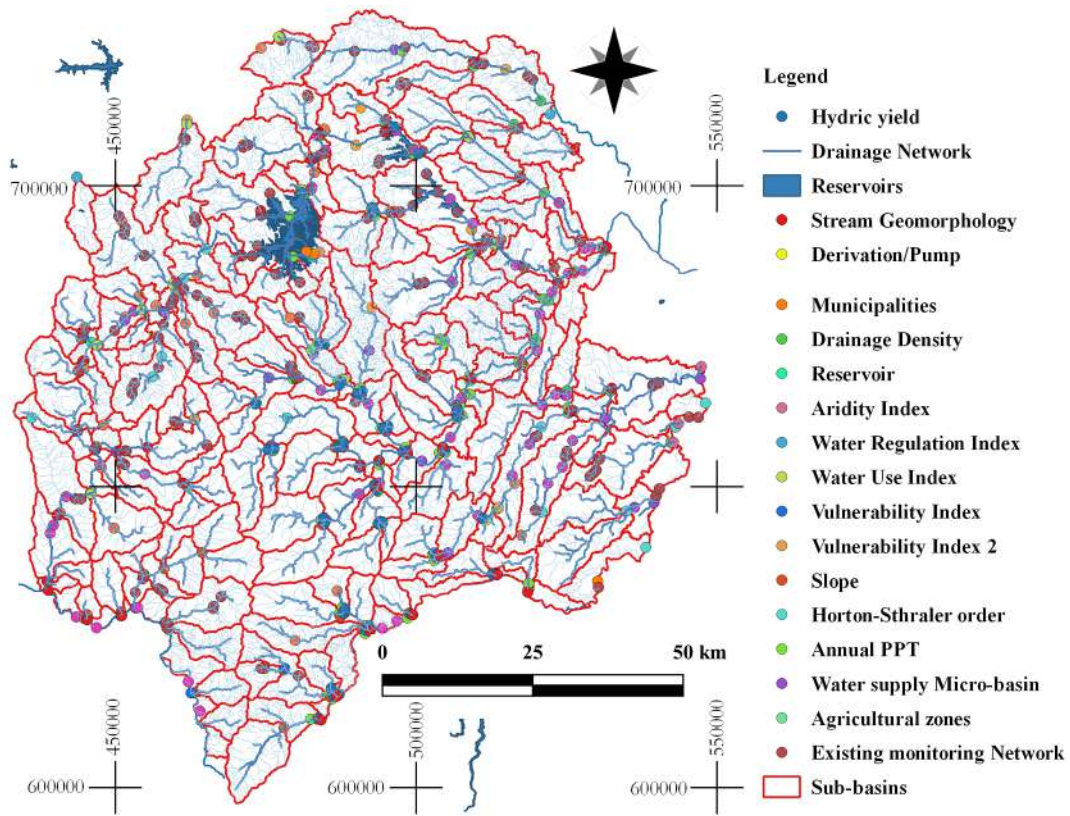 450000
550000
700000
700000
Legend
Hydric yield
Drainage Network
Reservoirs
Stream Geomorphology
Derivation/Pump
Municipalities
Drainage Density
Reservoir
Aridity Index
Water Regulation Index
Water Use Index
Vulnerability Index
Vulnerability Index 2
Slope
Horton-Sthraler order
Annual PPT
Water supply Micro-basin
Agricultural zones
Existing monitoring Network
Sub-basins
0 25 50 km
450000
500000
550000
600000
600000
600000